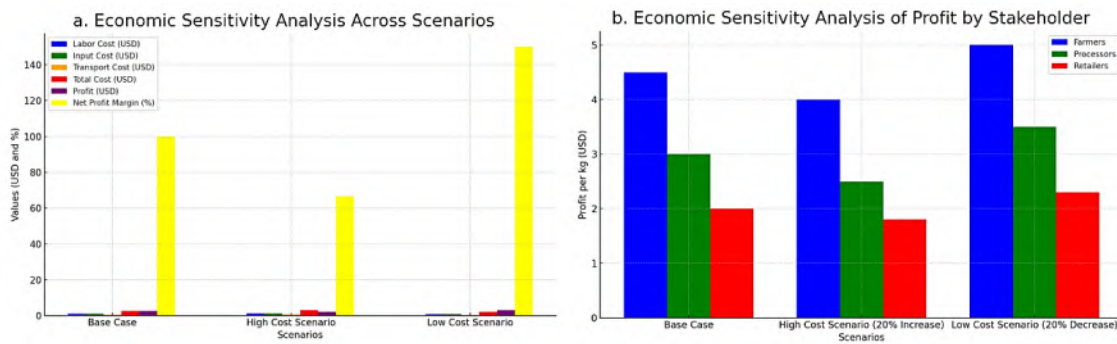 a. Economic Sensitivity Analysis Across Scenarios
Labor Cost (USD)
Input Cost (USD)
Transport Cost (USD)
Total Cost (USD)
Profit (USD)
Net Profit Margin (%)
Values (USD and %)
140
120
100
80
60
40
20
0
Base Case
High Cost Scenario
Low Cost Scenario
Scenarios
b. Economic Sensitivity Analysis of Profit by Stakeholder
Farmers
Processors
Retailers
Profit per kg (USD)
5
4
3
2
1
0
Base Case
High Cost Scenario (20% Increase)
Low Cost Scenario (20% Decrease)
Scenarios